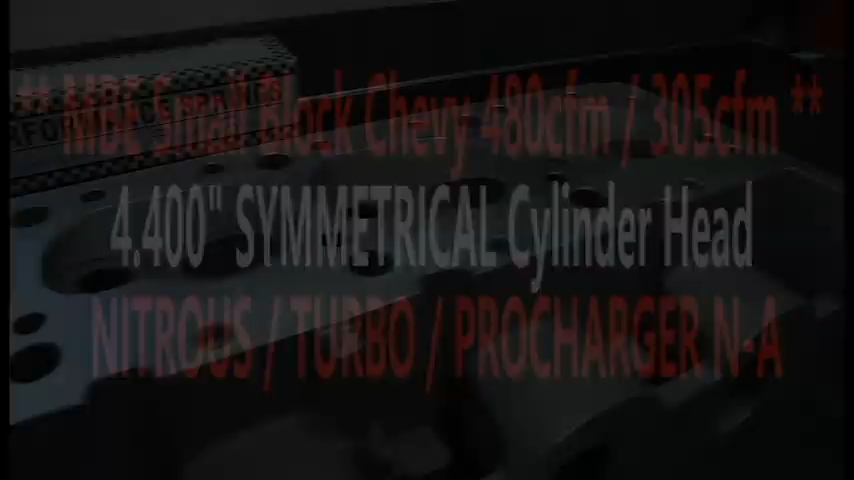 ** MBE Small Block Chevy 480cfm / 305cfm **
4.400" SYMMETRICAL Cylinder Head
NITROUS / TURBO / PROCHARGER N-A